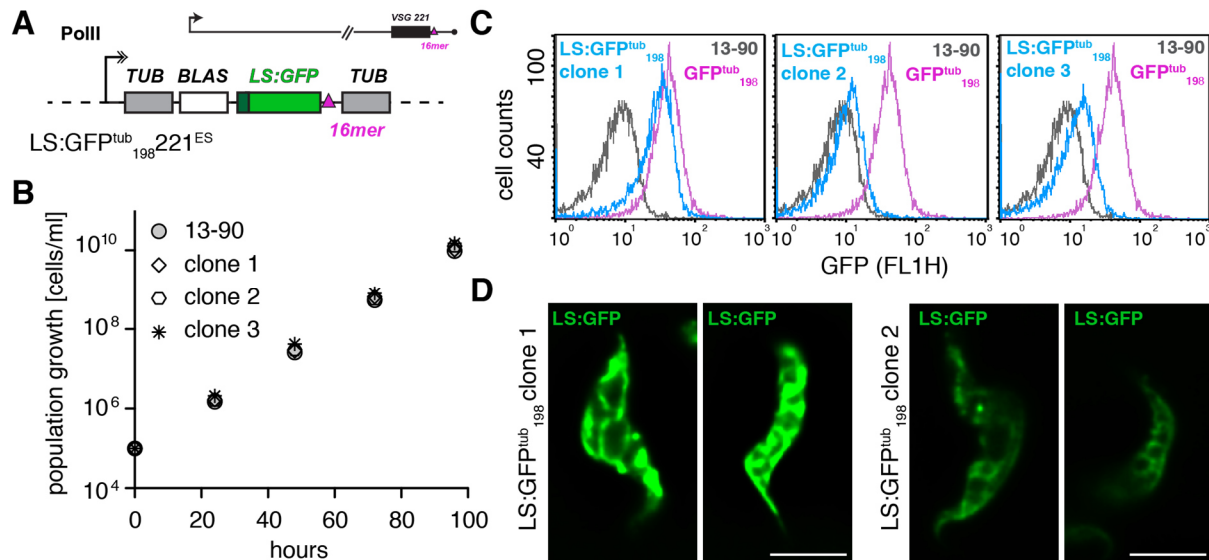 A
VSG 221
16mer
PolII
TUB BLAS LS:GFP TUB
16mer
LS:GFPtub198221ES
B
population growth [cells/ml]
10^10
10^8
10^6
10^4
13-90
clone 1
clone 2
clone 3
0 20 40 60 80 100
hours
C
cell counts
100
40
LS:GFPtub198 13-90
clone 1 GFPtub198
LS:GFPtub198 13-90
clone 2 GFPtub198
LS:GFPtub198 13-90
clone 3 GFPtub198
10^0 10^1 10^2 10^3
10^0 10^1 10^2 10^3
10^0 10^1 10^2 10^3
GFP (FL1H)
D
LS:GFPtub198 clone 1
LS:GFP
LS:GFP
LS:GFPtub198 clone 2
LS:GFP
LS:GFP